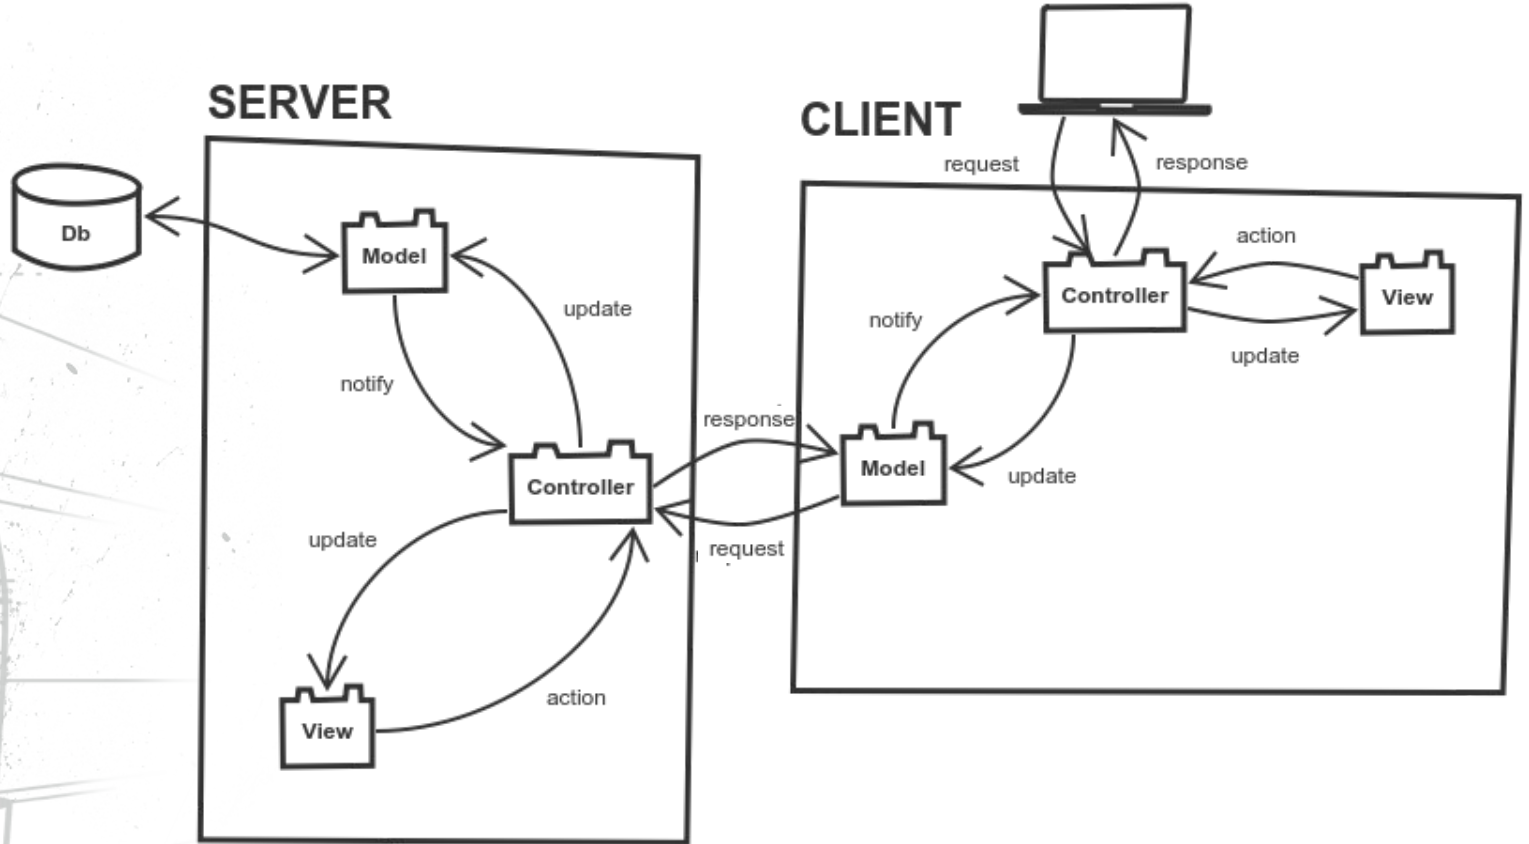 SERVER
CLIENT
request
response
Db
Model
action
Controller
View
update
notify
update
notify
response
Model
update
Controller
update
request
action
View